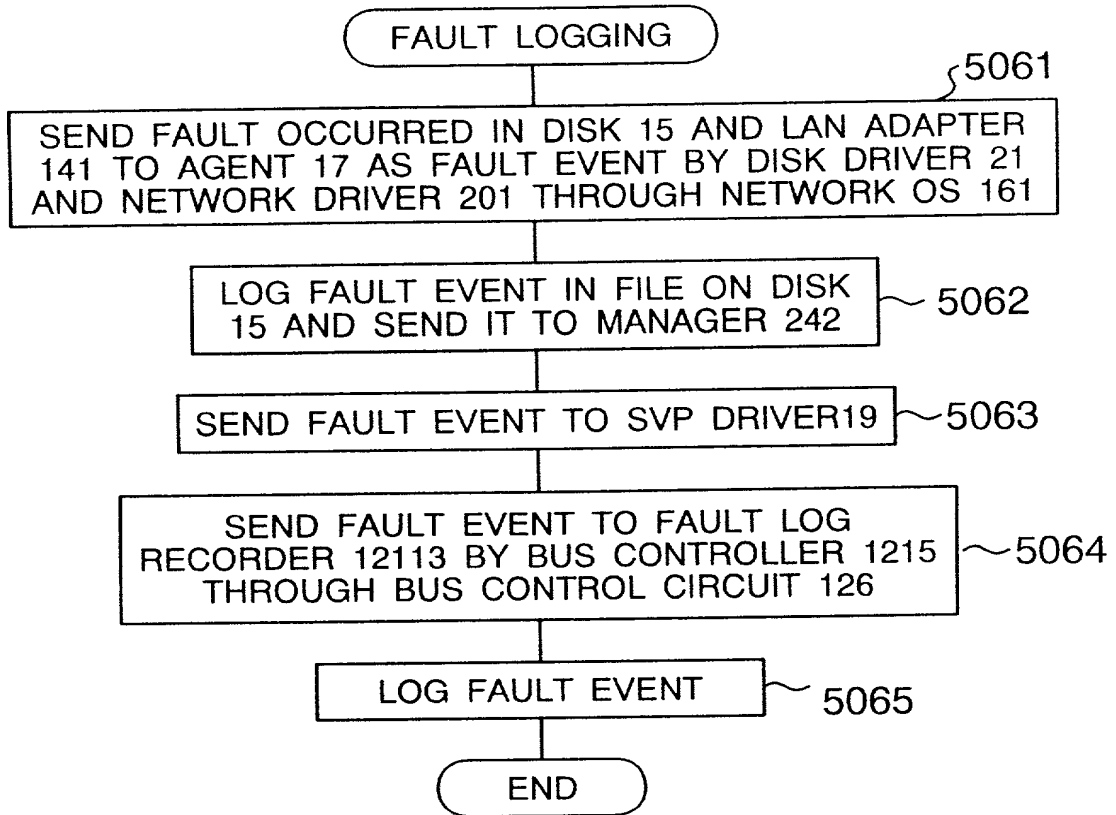 FAULT LOGGING
5061
SEND FAULT OCCURRED IN DISK 15 AND LAN ADAPTER
141 TO AGENT 17 AS FAULT EVENT BY DISK DRIVER 21
AND NETWORK DRIVER 201 THROUGH NETWORK OS 161
LOG FAULT EVENT IN FILE ON DISK
15 AND SEND IT TO MANAGER 242
5062
SEND FAULT EVENT TO SVP DRIVER19
5063
SEND FAULT EVENT TO FAULT LOG
RECORDER 12113 BY BUS CONTROLLER 1215
THROUGH BUS CONTROL CIRCUIT 126
5064
LOG FAULT EVENT
5065
END